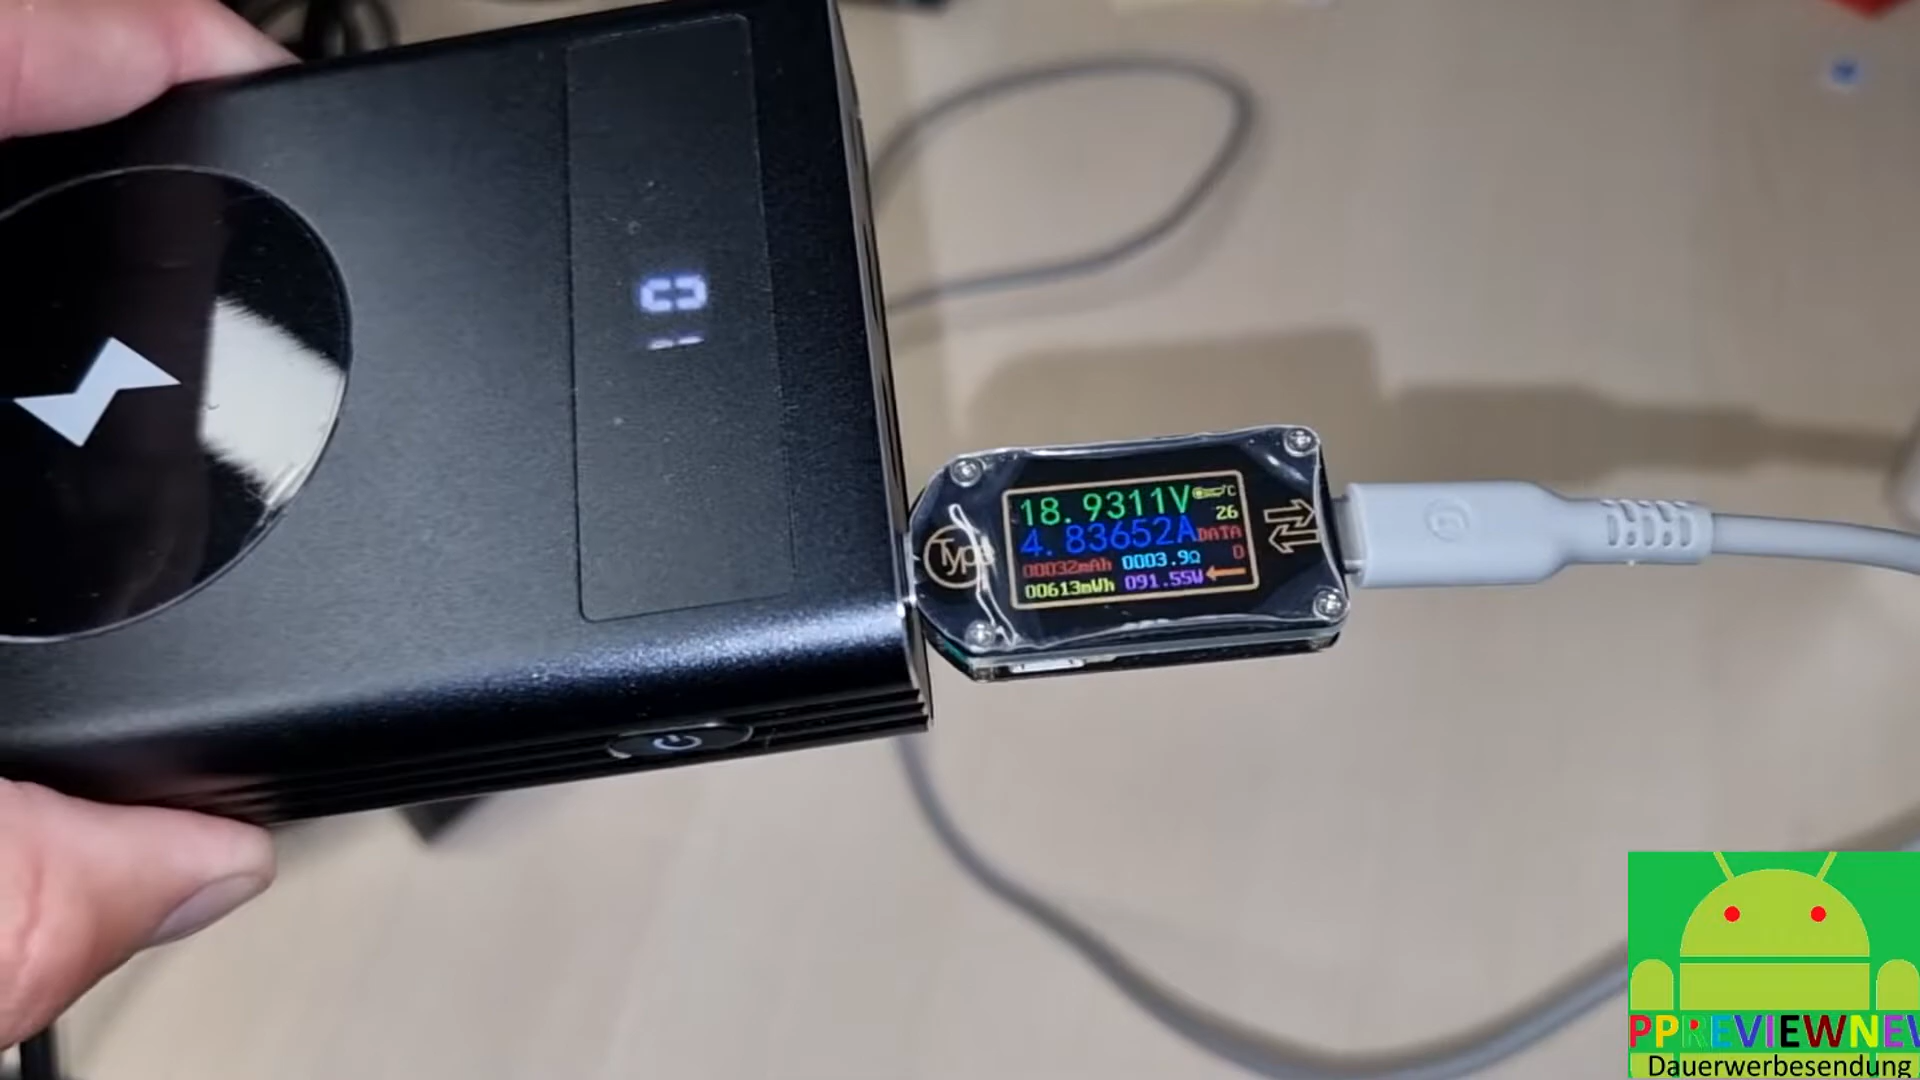 18.9311V °C
26
4.83652A DATA
0
00032mAh 0003.9Ω
00613mWh 091.55W
Type
PPREVIEWNEW
Dauerwerbesendung